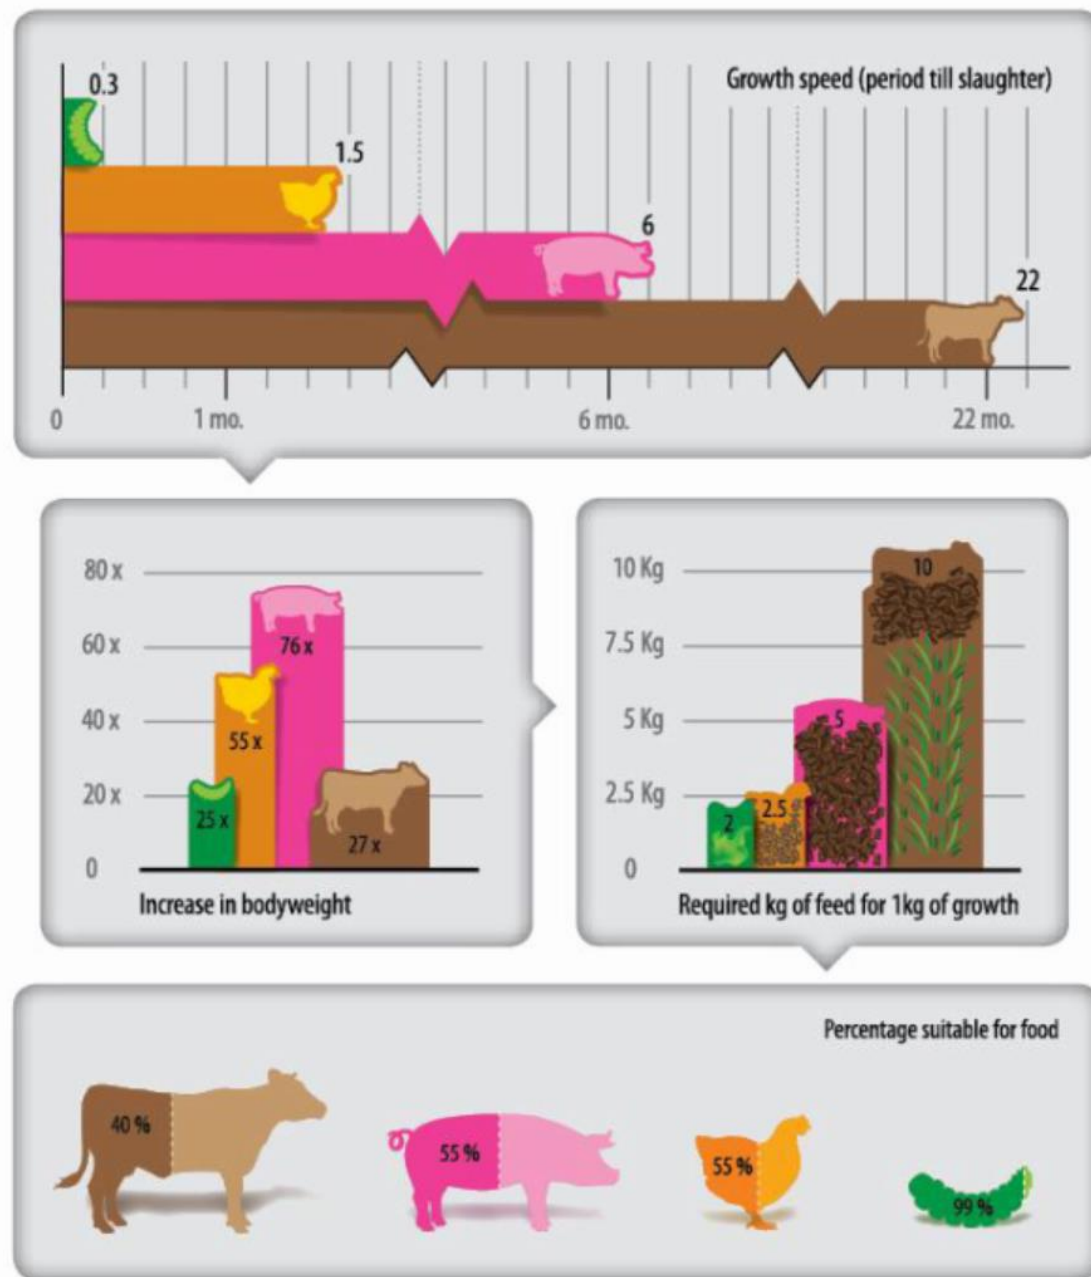 Growth speed (period till slaughter)
0.3
1.5
6
22
0
1 mo.
6 mo.
22 mo.
80 x
60 x
40 x
20 x
0
25 x
55 x
76 x
27 x
Increase in bodyweight
10 Kg
7.5 Kg
5 Kg
2.5 Kg
0
2
2.5
5
10
Required kg of feed for 1kg of growth
Percentage suitable for food
40 %
55 %
55 %
99 %